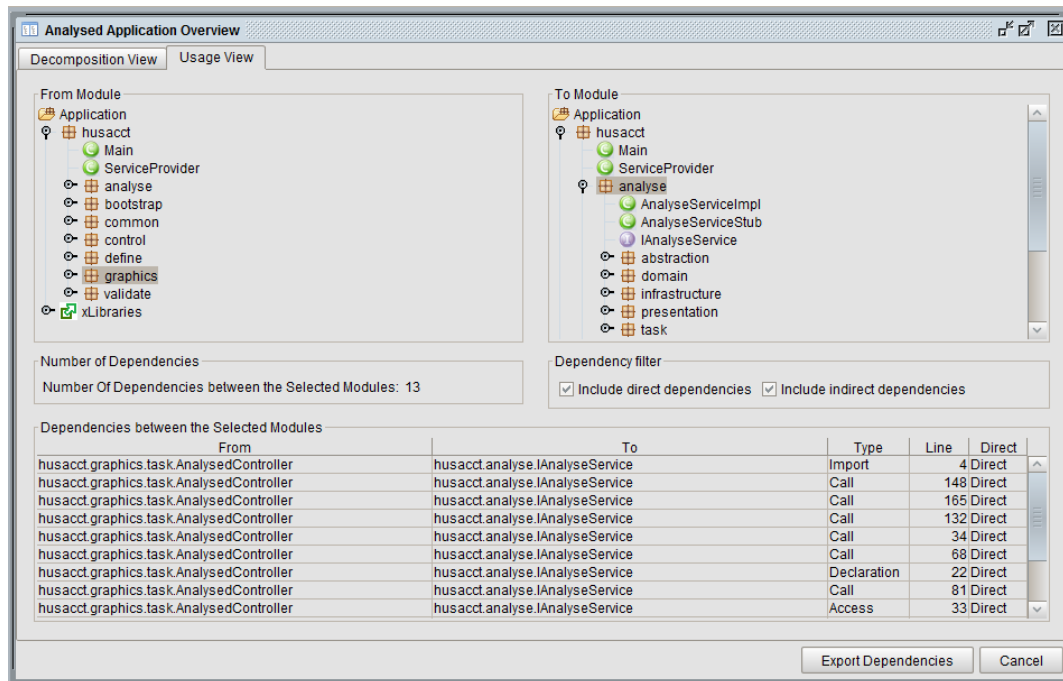 Analysed Application Overview
Decomposition View Usage View
From Module
Application
husacct
Main
ServiceProvider
analyse
bootstrap
common
control
define
graphics
validate
xLibraries
To Module
Application
husacct
Main
ServiceProvider
analyse
AnalyseServiceImpl
AnalyseServiceStub
IAnalyseService
abstraction
domain
infrastructure
presentation
task
Number of Dependencies
Number Of Dependencies between the Selected Modules: 13
Dependency filter
Include direct dependencies Include indirect dependencies
Dependencies between the Selected Modules
From To Type Line Direct
husacct.graphics.task.AnalysedController husacct.analyse.IAnalyseService Import 4 Direct
husacct.graphics.task.AnalysedController husacct.analyse.IAnalyseService Call 148 Direct
husacct.graphics.task.AnalysedController husacct.analyse.IAnalyseService Call 165 Direct
husacct.graphics.task.AnalysedController husacct.analyse.IAnalyseService Call 132 Direct
husacct.graphics.task.AnalysedController husacct.analyse.IAnalyseService Call 34 Direct
husacct.graphics.task.AnalysedController husacct.analyse.IAnalyseService Call 68 Direct
husacct.graphics.task.AnalysedController husacct.analyse.IAnalyseService Declaration 22 Direct
husacct.graphics.task.AnalysedController husacct.analyse.IAnalyseService Call 81 Direct
husacct.graphics.task.AnalysedController husacct.analyse.IAnalyseService Access 33 Direct
Export Dependencies Cancel